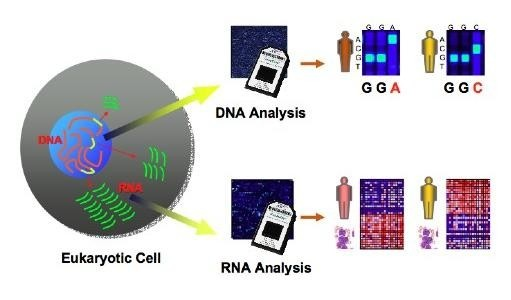 G G A
A
C
G
T
G G A
G G C
A
C
G
T
G G C
DNA Analysis
DNA
RNA
Eukaryotic Cell
RNA Analysis